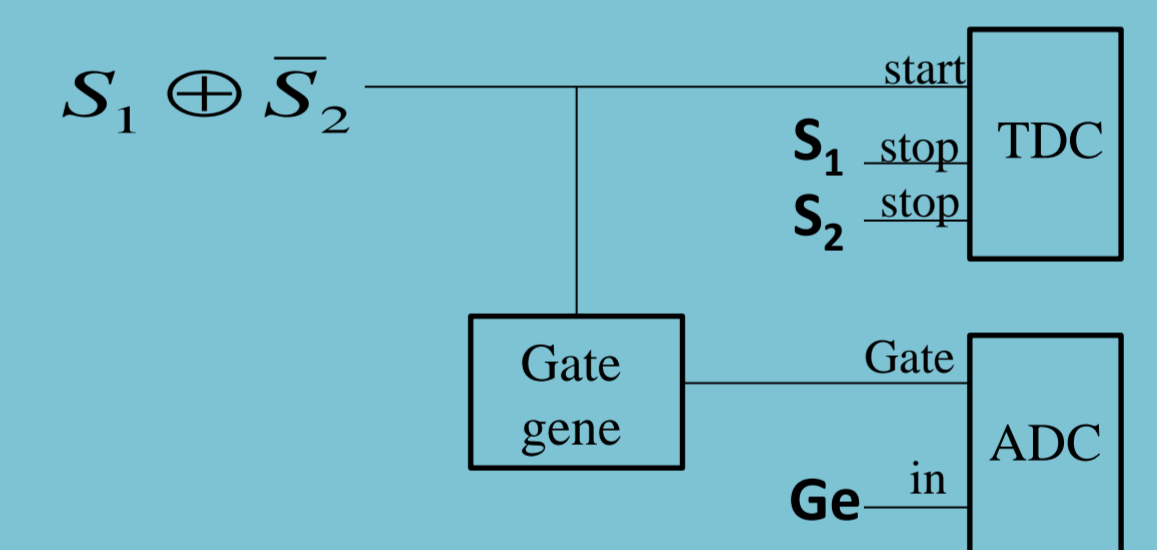 S₁ ⊕ S̅₂
start
S₁ stop
S₂ stop
TDC
Gate
gene
Gate
Ge in
ADC